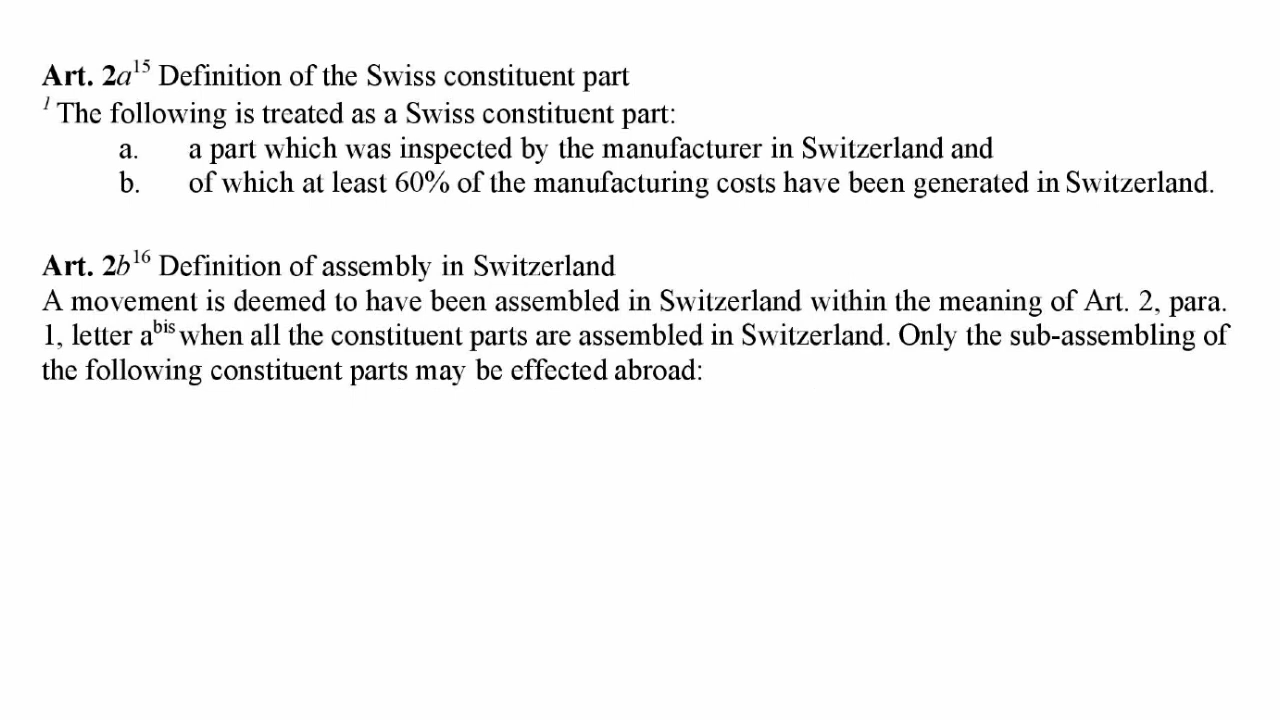 Art. 2a15 Definition of the Swiss constituent part
1 The following is treated as a Swiss constituent part:
a. a part which was inspected by the manufacturer in Switzerland and
b. of which at least 60% of the manufacturing costs have been generated in Switzerland.
Art. 2b16 Definition of assembly in Switzerland
A movement is deemed to have been assembled in Switzerland within the meaning of Art. 2, para.
1, letter abis when all the constituent parts are assembled in Switzerland. Only the sub-assembling of
the following constituent parts may be effected abroad: